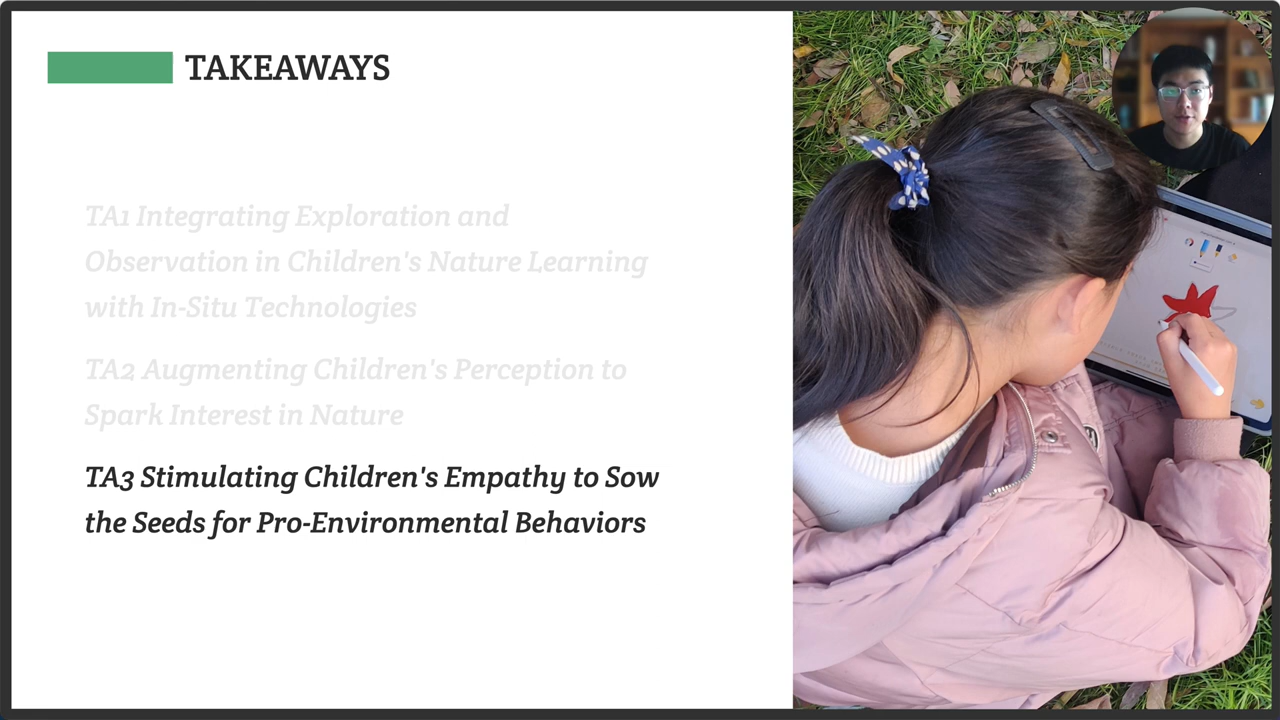 TAKEAWAYS
TA1 Integrating Exploration and
Observation in Children's Nature Learning
with In-Situ Technologies
TA2 Augmenting Children's Perception to
Spark Interest in Nature
TA3 Stimulating Children's Empathy to Sow
the Seeds for Pro-Environmental Behaviors